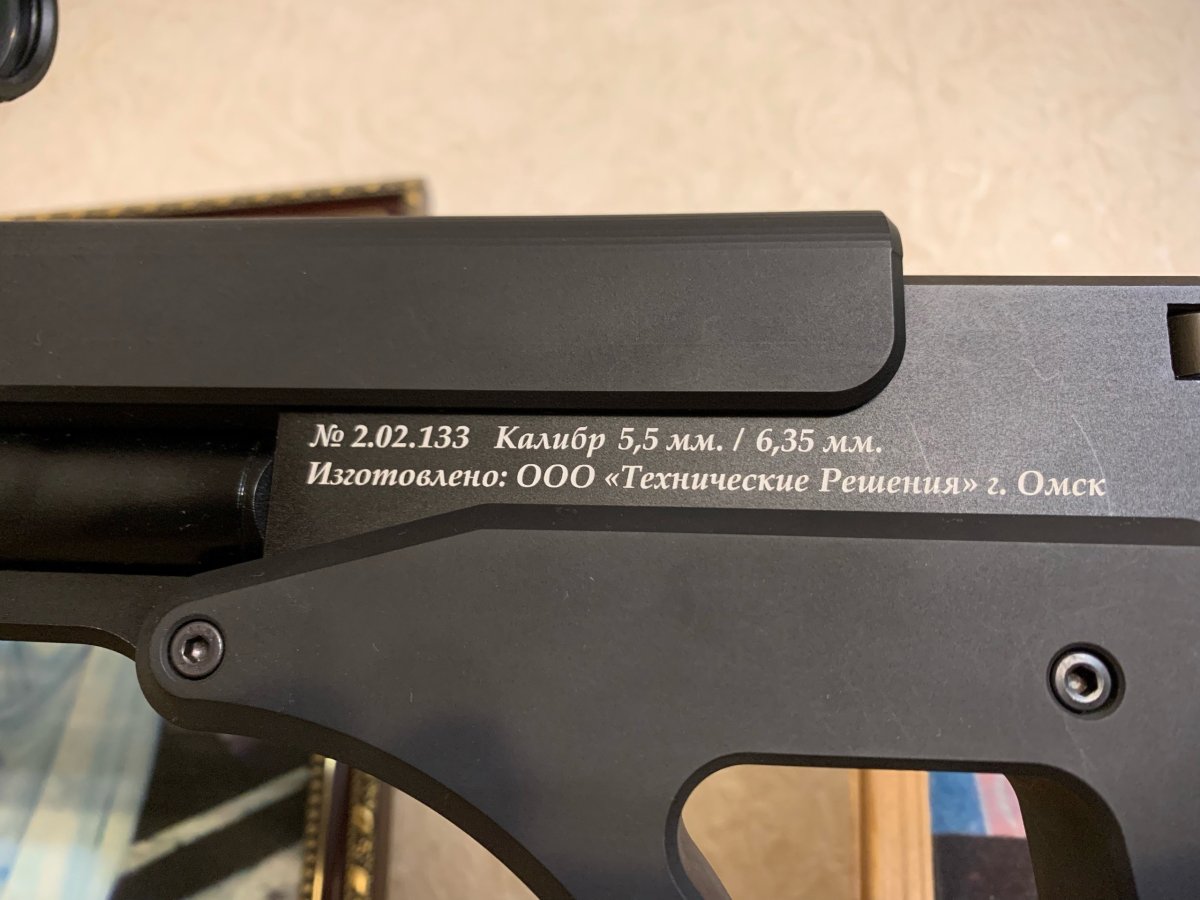 № 2.02.133 Калибр 5,5 мм. / 6,35 мм.
Изготовлено: ООО «Технические Решения» г. Омск